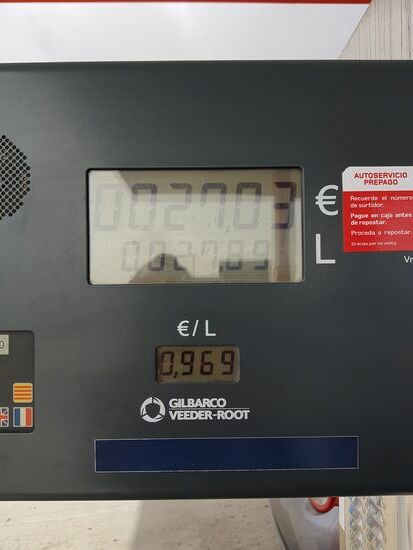 0027,03 €
0027,89 L
AUTOSERVICIO
PREPAGO
Recuerde el número
de surtidor.
Pague en caja antes
de repostar.
Proceda a repostar.
Gracias por su visita
€/L
0,969
GILBARCO
VEEDER-ROOT